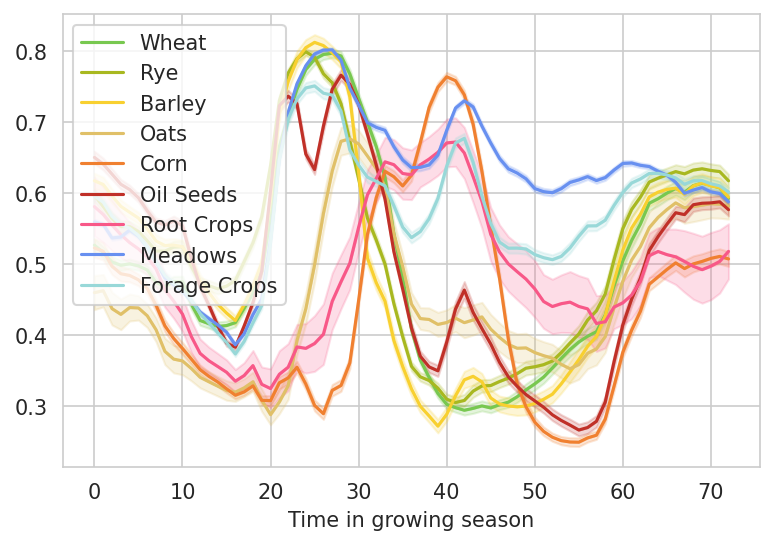 0.8
0.7
0.6
0.5
0.4
0.3
Wheat
Rye
Barley
Oats
Corn
Oil Seeds
Root Crops
Meadows
Forage Crops
0 10 20 30 40 50 60 70
Time in growing season